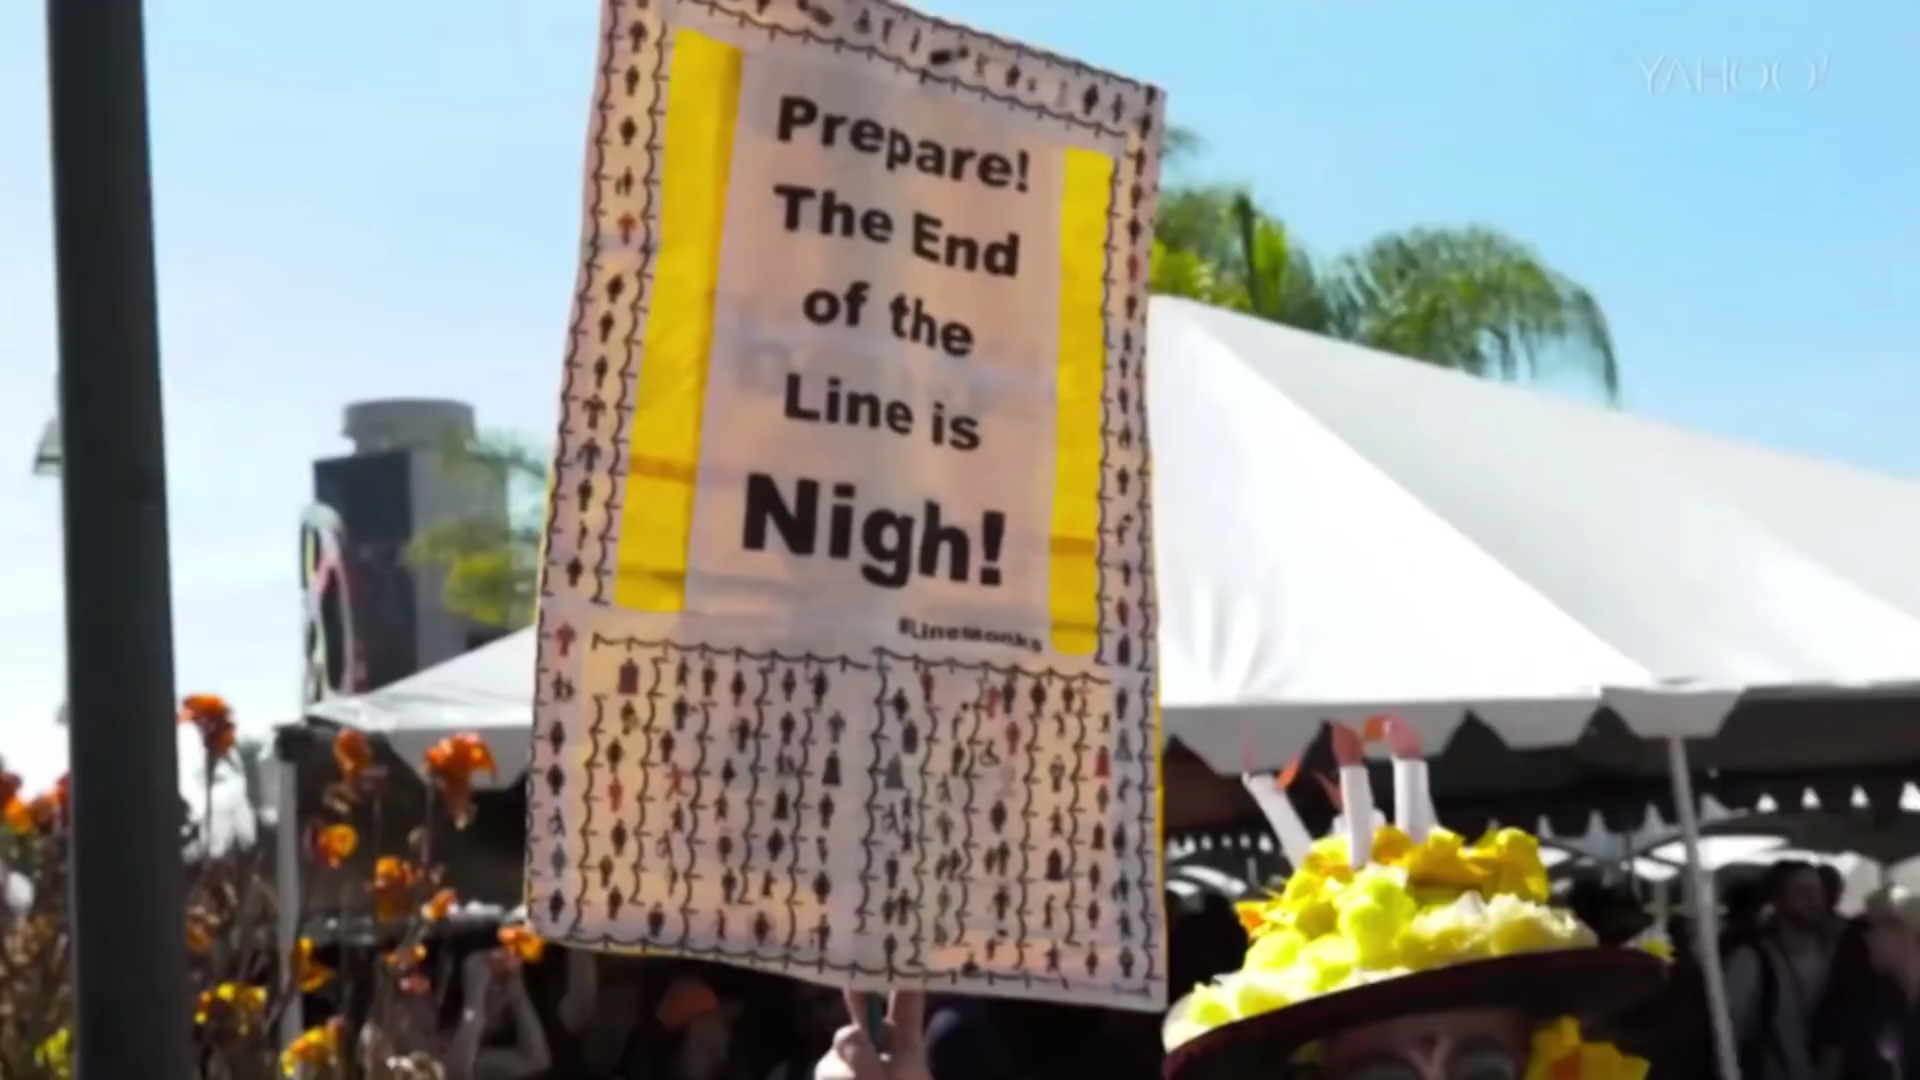 YAHOO!
Prepare!
The End
of the
Line is
Nigh!
#LineMonks